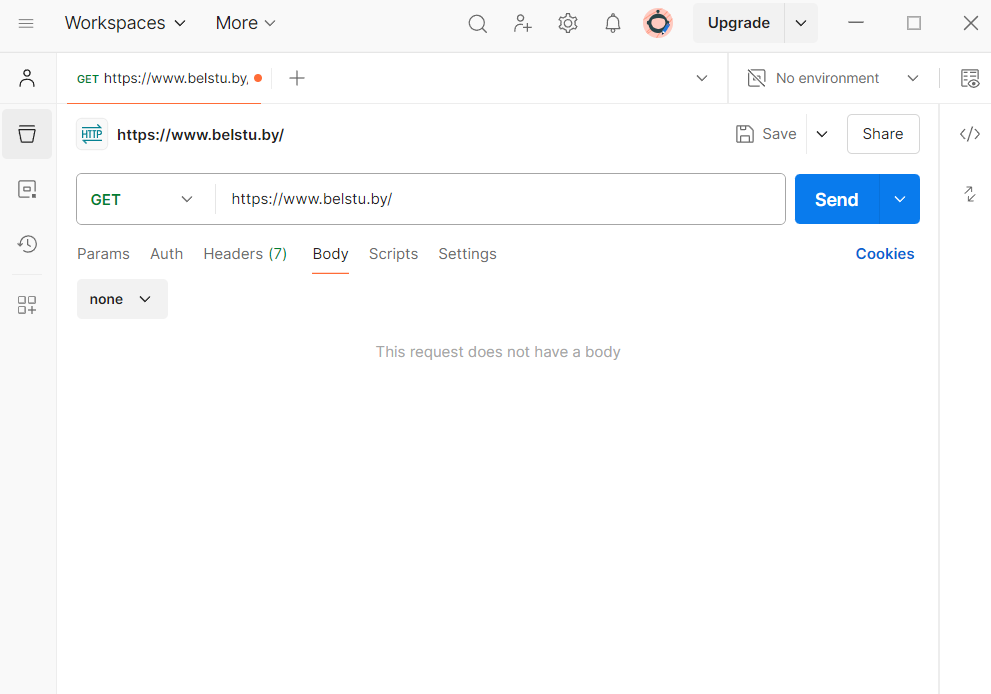 Workspaces More Upgrade
GET https://www.belstu.by, No environment
HTTP https://www.belstu.by/ Save Share
GET https://www.belstu.by/ Send
Params Auth Headers (7) Body Scripts Settings Cookies
none
This request does not have a body